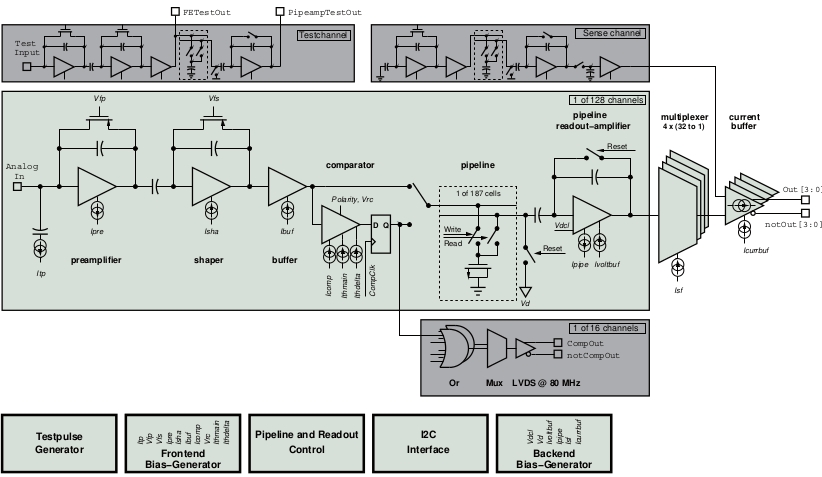 FETestOut
PipeampTestOut
Testchannel
Sense channel
Test
Input
1 of 128 channels
multiplexer
4 x (32 to 1)
current
buffer
pipeline
readout-amplifier
Vfp
Vfs
Reset
Analog
In
comparator
pipeline
1 of 187 cells
Polarity, Vrc
Out[3:0]
notOut[3:0]
Write
Read
D Q
Vdcl
Reset
Ipre
Isha
Ibuf
Ipipe
Ivoltbuf
Icurrbuf
Itp
preamplifier
shaper
buffer
Icomp
Ithmain
Ithdelta
CompClk
Vd
Isf
1 of 16 channels
CompOut
notCompOut
Or
Mux
LVDS @ 80 MHz
Testpulse
Generator
Itp
Vfp
Vfs
Ipre
Isha
Ibuf
Icomp
Vrc
Ithmain
Ithdelta
Frontend
Bias-Generator
Pipeline and Readout
Control
I2C
Interface
Vdcl
Vd
Ivoltbuf
Ipipe
Isf
Icurrbuf
Backend
Bias-Generator